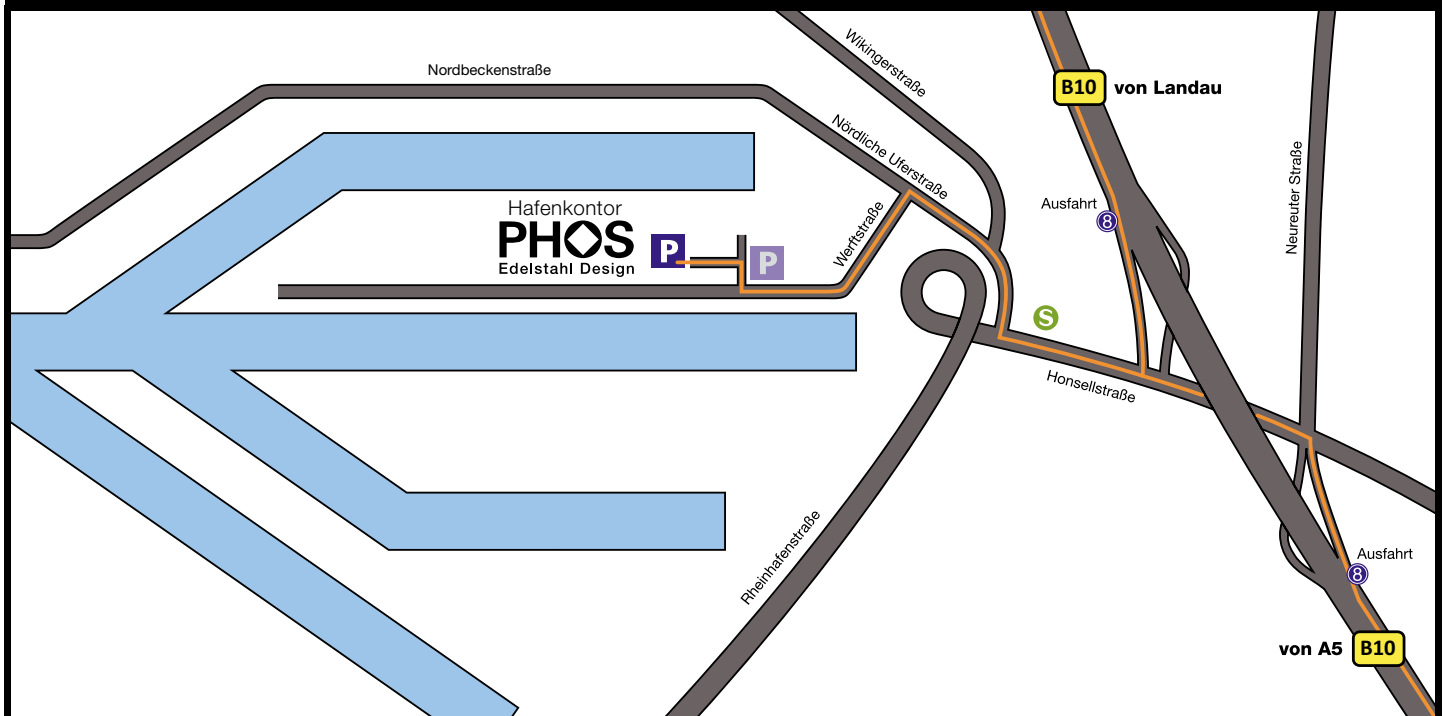 Wikingerstraße
Nordbeckenstraße
B10 von Landau
Nördliche Uferstraße
Neureuter Straße
Ausfahrt
8
Hafenkontor
PHOS
Edelstahl Design
P
P
Werftstraße
S
Honsellstraße
Rheinhafenstraße
Ausfahrt
8
von A5 B10